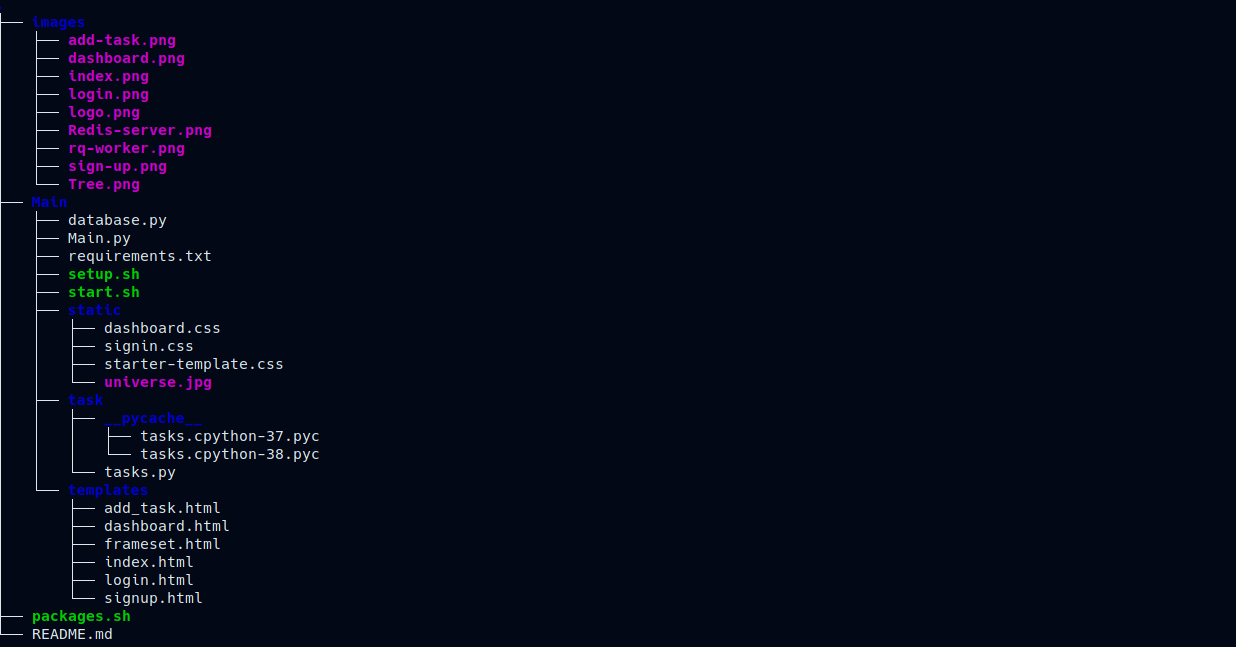 images
add-task.png
dashboard.png
index.png
login.png
logo.png
Redis-server.png
rq-worker.png
sign-up.png
Tree.png
Main
database.py
Main.py
requirements.txt
setup.sh
start.sh
static
dashboard.css
signin.css
starter-template.css
universe.jpg
task
__pycache__
tasks.cpython-37.pyc
tasks.cpython-38.pyc
tasks.py
templates
add_task.html
dashboard.html
frameset.html
index.html
login.html
signup.html
packages.sh
README.md